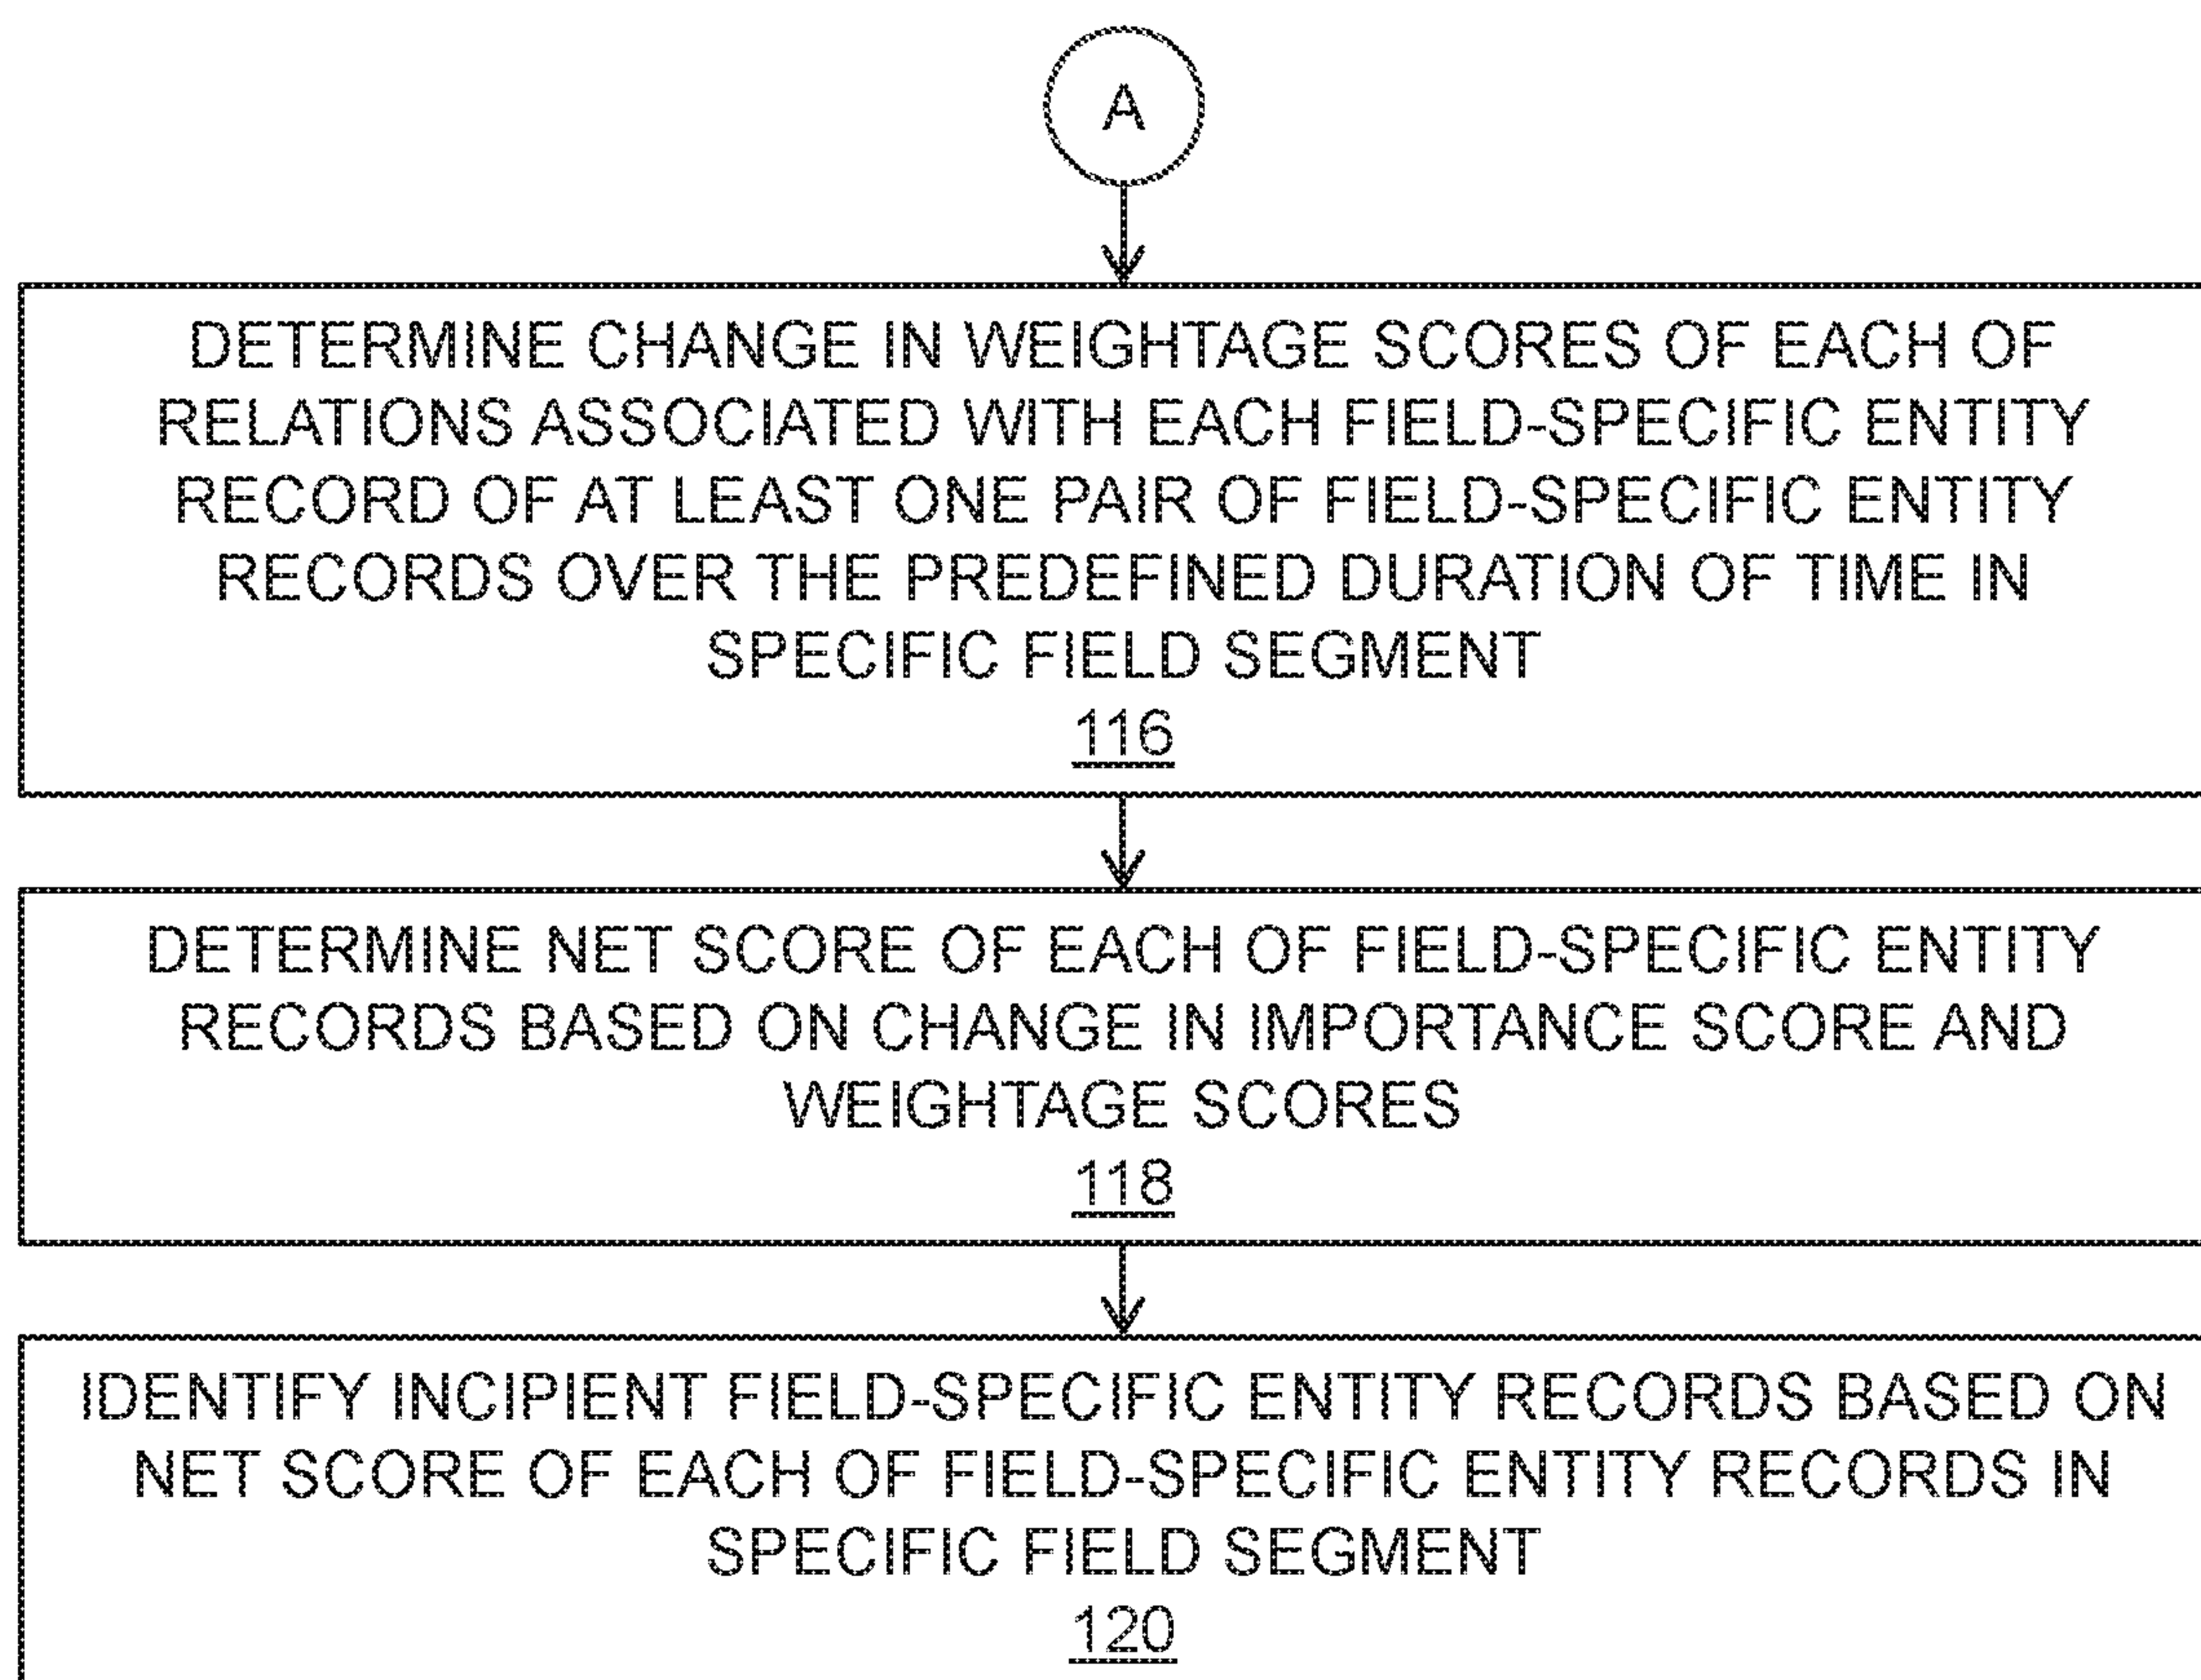 A
DETERMINE CHANGE IN WEIGHTAGE SCORES OF EACH OF
RELATIONS ASSOCIATED WITH EACH FIELD-SPECIFIC ENTITY
RECORD OF AT LEAST ONE PAIR OF FIELD-SPECIFIC ENTITY
RECORDS OVER THE PREDEFINED DURATION OF TIME IN
SPECIFIC FIELD SEGMENT
116
DETERMINE NET SCORE OF EACH OF FIELD-SPECIFIC ENTITY
RECORDS BASED ON CHANGE IN IMPORTANCE SCORE AND
WEIGHTAGE SCORES
118
IDENTIFY INCIPIENT FIELD-SPECIFIC ENTITY RECORDS BASED ON
NET SCORE OF EACH OF FIELD-SPECIFIC ENTITY RECORDS IN
SPECIFIC FIELD SEGMENT
120